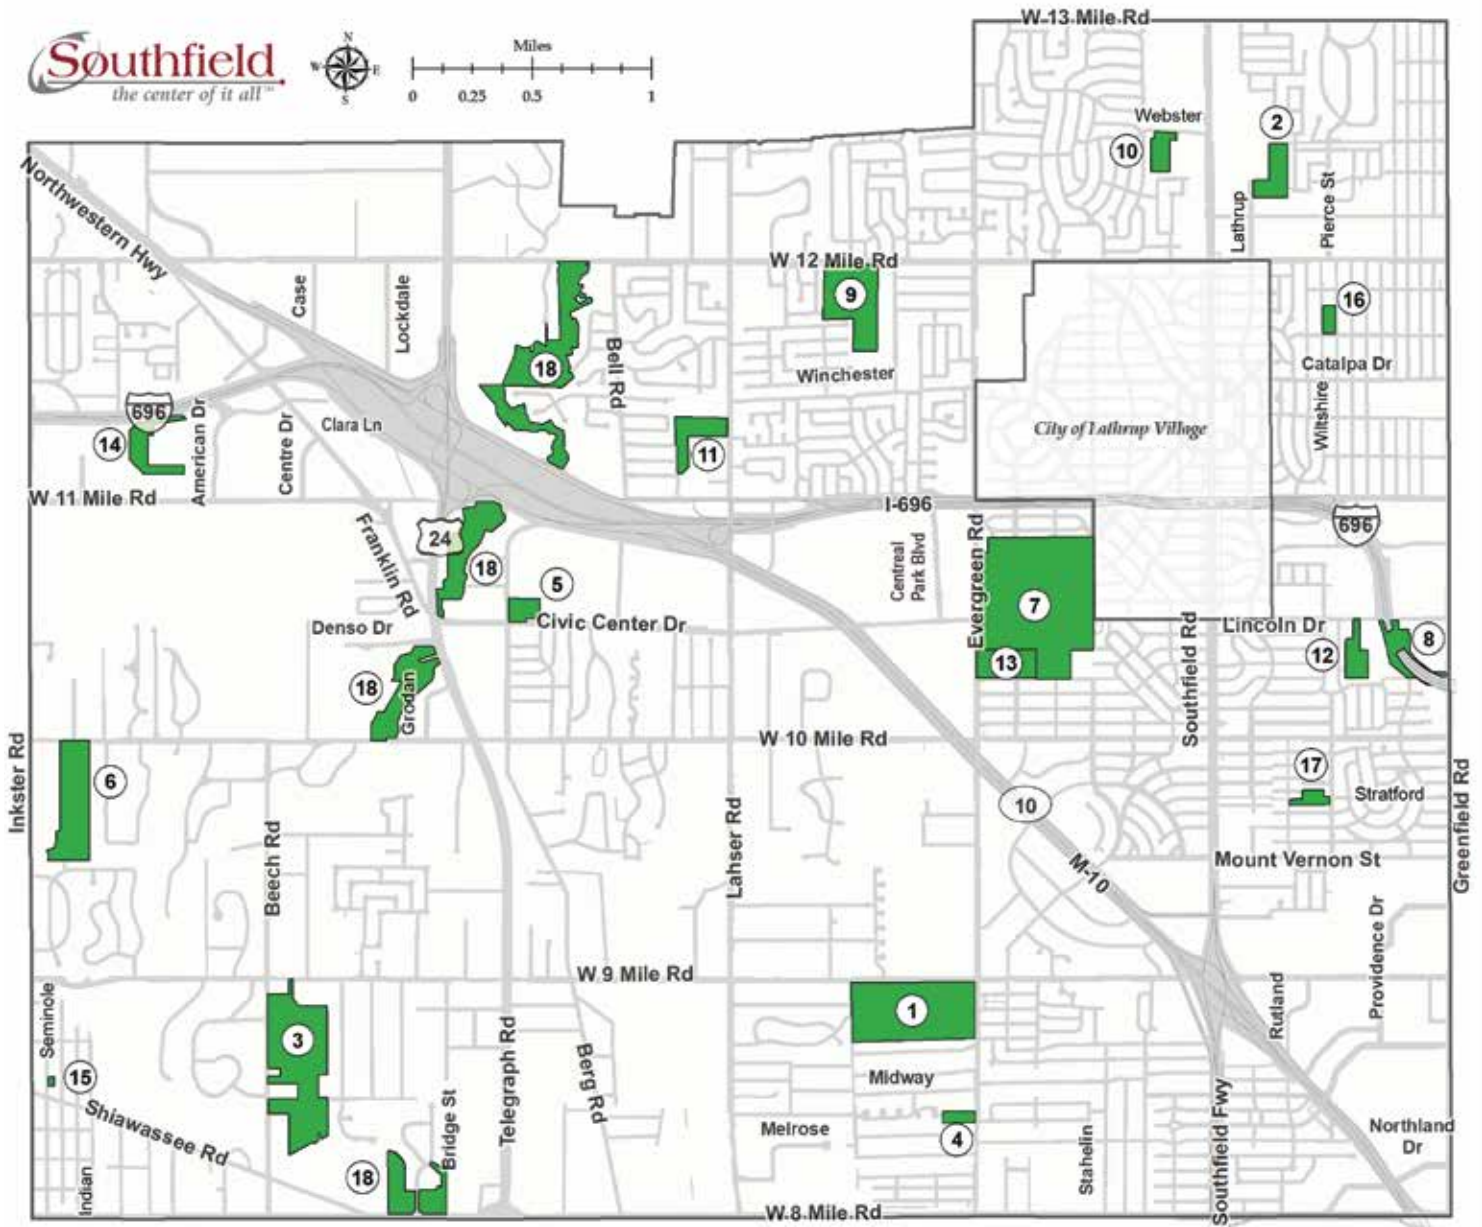 W 13 Mile Rd
Southfield
the center of it all™
N
W
E
S
Miles
0 0.25 0.5 1
Webster
2
10
Northwestern Hwy
Lathrup
Pierce St
W 12 Mile Rd
Case
Lockdale
9
16
18
Bell Rd
Winchester
Catalpa Dr
696
American Dr
Centre Dr
Clara Ln
14
11
City of Lathrup Village
Wiltshire
W 11 Mile Rd
I-696
Franklin Rd
24
18
696
5
Centreal
Park Blvd
Evergreen Rd
7
Denso Dr
Civic Center Dr
Southfield Rd
Lincoln Dr
12
8
13
18
Grodan
Inkster Rd
W 10 Mile Rd
6
17
Stratford
Greenfield Rd
10
Lahser Rd
Beech Rd
M-10
Mount Vernon St
Providence Dr
W 9 Mile Rd
Seminole
3
1
Rutland
15
Telegraph Rd
Berg Rd
Midway
Shiawassee Rd
Bridge St
Melrose
4
Northland
Dr
Stahelin
Southfield Fwy
Indian
18
W 8 Mile Rd